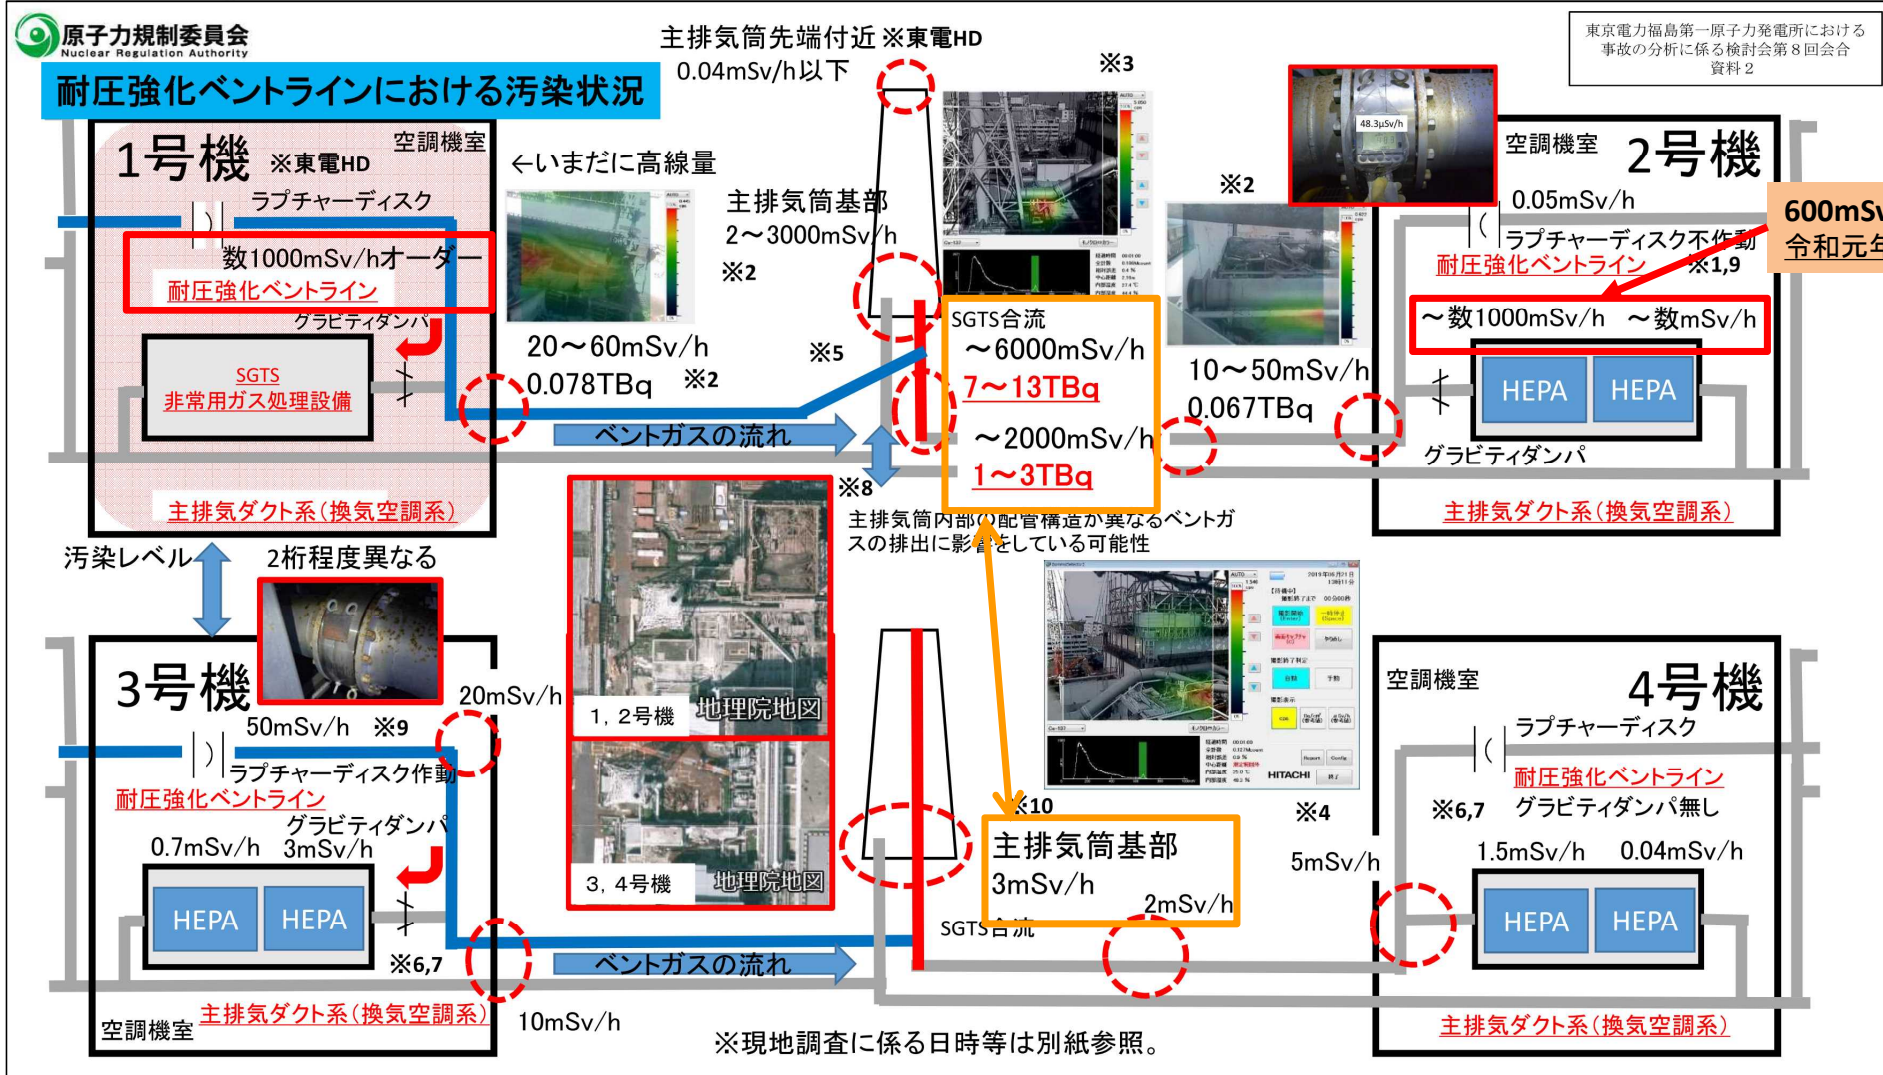 原子力規制委員会
Nuclear Regulation Authority
東京電力福島第一原子力発電所における
事故の分析に係る検討会第8回会合
資料2
耐圧強化ベントラインにおける汚染状況
主排気筒先端付近 ※東電HD
0.04mSv/h以下
1号機 ※東電HD
空調機室
ラプチャーディスク
数1000mSv/hオーダー
耐圧強化ベントライン
グラビティダンパ
SGTS
非常用ガス処理設備
主排気ダクト系(換気空調系)
←いまだに高線量
主排気筒基部
2~3000mSv/h
※2
20~60mSv/h
0.078TBq ※2
※5
ベントガスの流れ
※3
SGTS合流
~6000mSv/h
7~13TBq
~2000mSv/h
1~3TBq
※8
主排気筒内部の配管構造が異なるベントガ
スの排出に影響をしている可能性
※2
10~50mSv/h
0.067TBq
48.3μSv/h
空調機室
2号機
0.05mSv/h
ラプチャーディスク不作動
耐圧強化ベントライン ※1,9
600mSv
令和元年
~数1000mSv/h ~数mSv/h
HEPA HEPA
グラビティダンパ
主排気ダクト系(換気空調系)
汚染レベル
2桁程度異なる
3号機
20mSv/h
50mSv/h ※9
ラプチャーディスク作動
耐圧強化ベントライン
グラビティダンパ
0.7mSv/h 3mSv/h
HEPA HEPA
※6,7
主排気ダクト系(換気空調系)
空調機室
10mSv/h
ベントガスの流れ
1,2号機 地理院地図
3,4号機 地理院地図
AUTO
2019年06月21日
HITACHI
Report Config
終了
※10
※4
主排気筒基部
3mSv/h
2mSv/h
SGTS合流
空調機室
4号機
ラプチャーディスク
耐圧強化ベントライン
※6,7 グラビティダンパ無し
5mSv/h
1.5mSv/h 0.04mSv/h
HEPA HEPA
主排気ダクト系(換気空調系)
※現地調査に係る日時等は別紙参照。